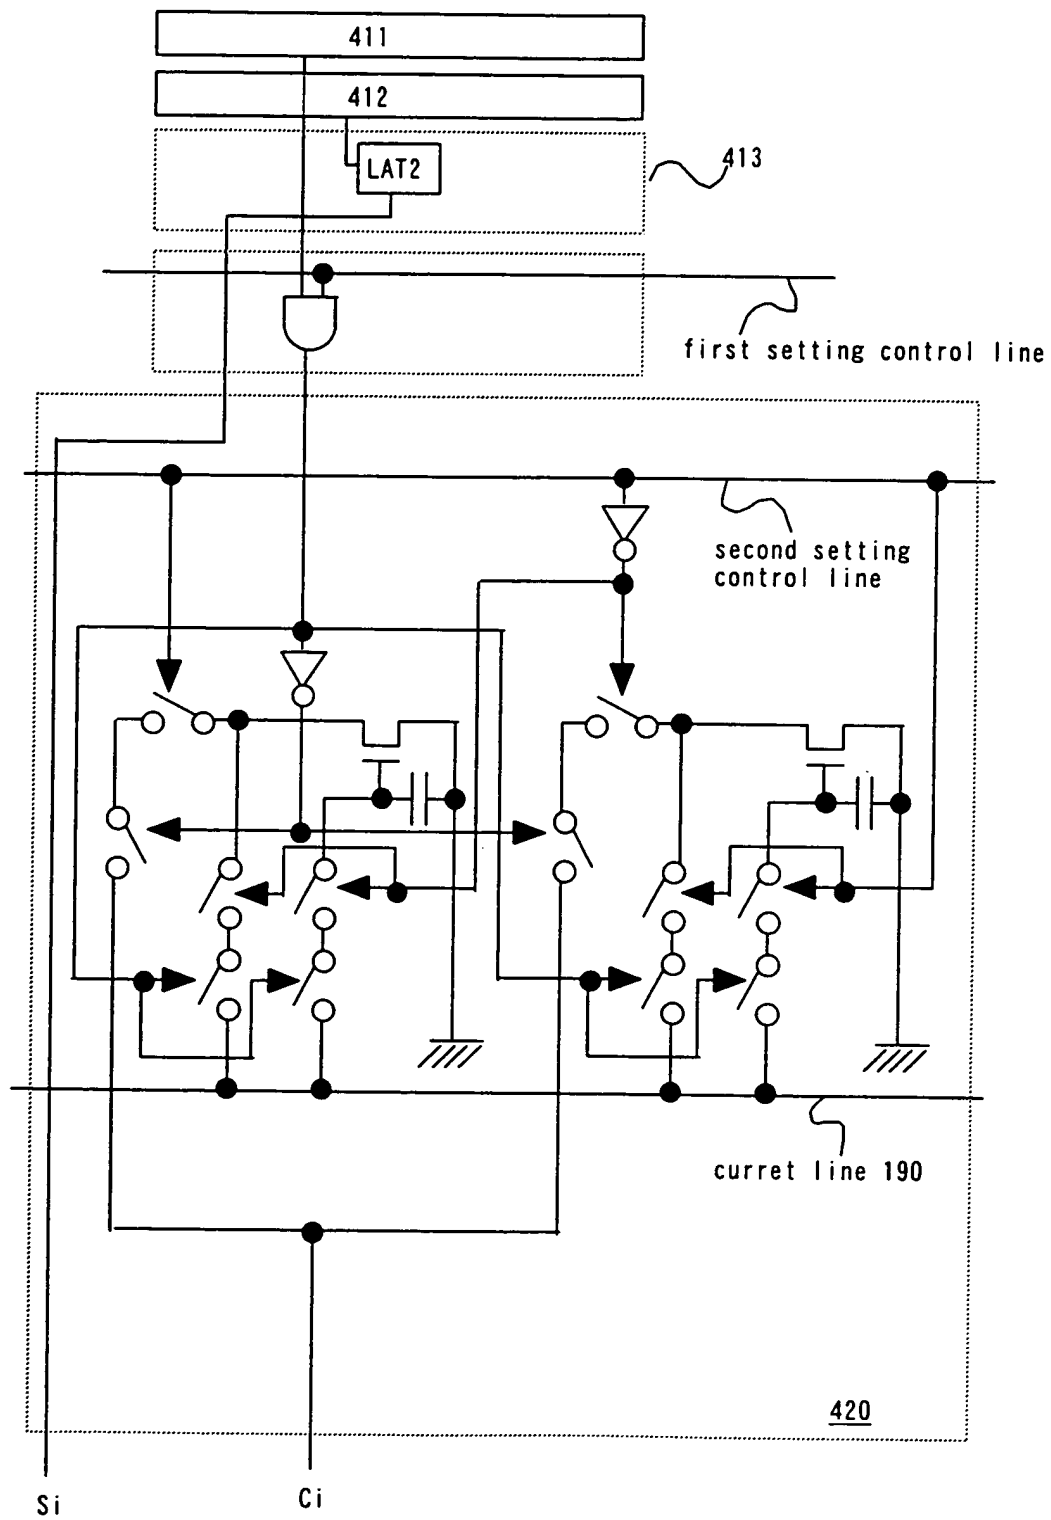 411
412
LAT2
413
first setting control line
second setting
control line
curret line 190
420
Si
Ci